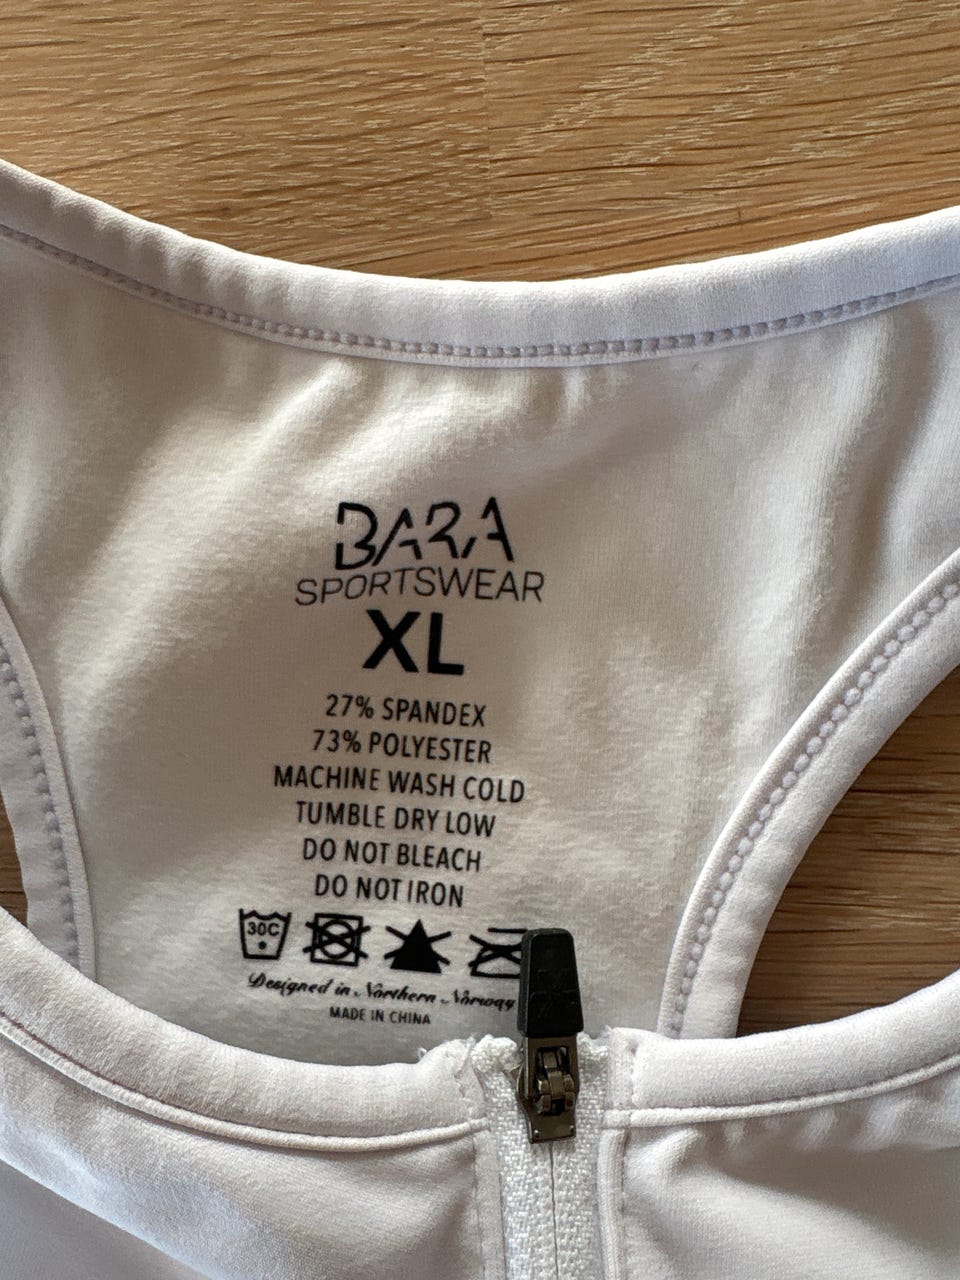 BARA
SPORTSWEAR
XL
27% SPANDEX
73% POLYESTER
MACHINE WASH COLD
TUMBLE DRY LOW
DO NOT BLEACH
DO NOT IRON
30C
Designed in Northern Norway
MADE IN CHINA